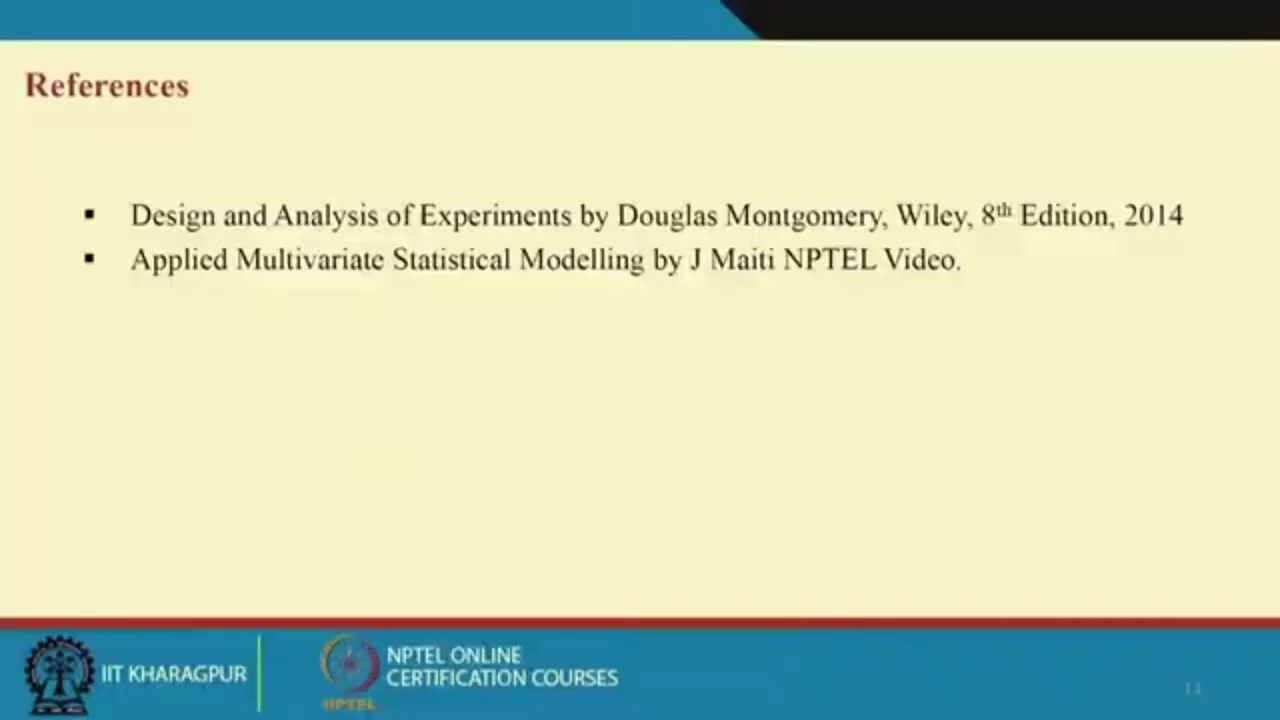 References
▪ Design and Analysis of Experiments by Douglas Montgomery, Wiley, 8th Edition, 2014
▪ Applied Multivariate Statistical Modelling by J Maiti NPTEL Video.
IIT KHARAGPUR
NPTEL
NPTEL ONLINE
CERTIFICATION COURSES
11